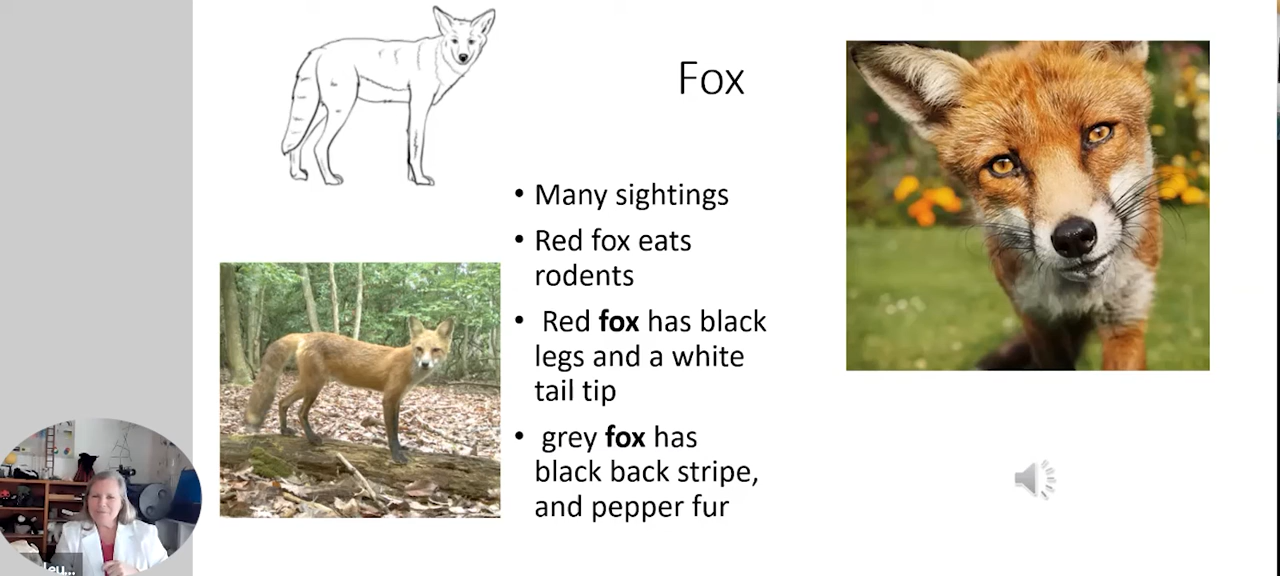 Fox
• Many sightings
• Red fox eats
rodents
• Red fox has black
legs and a white
tail tip
• grey fox has
black back stripe,
and pepper fur